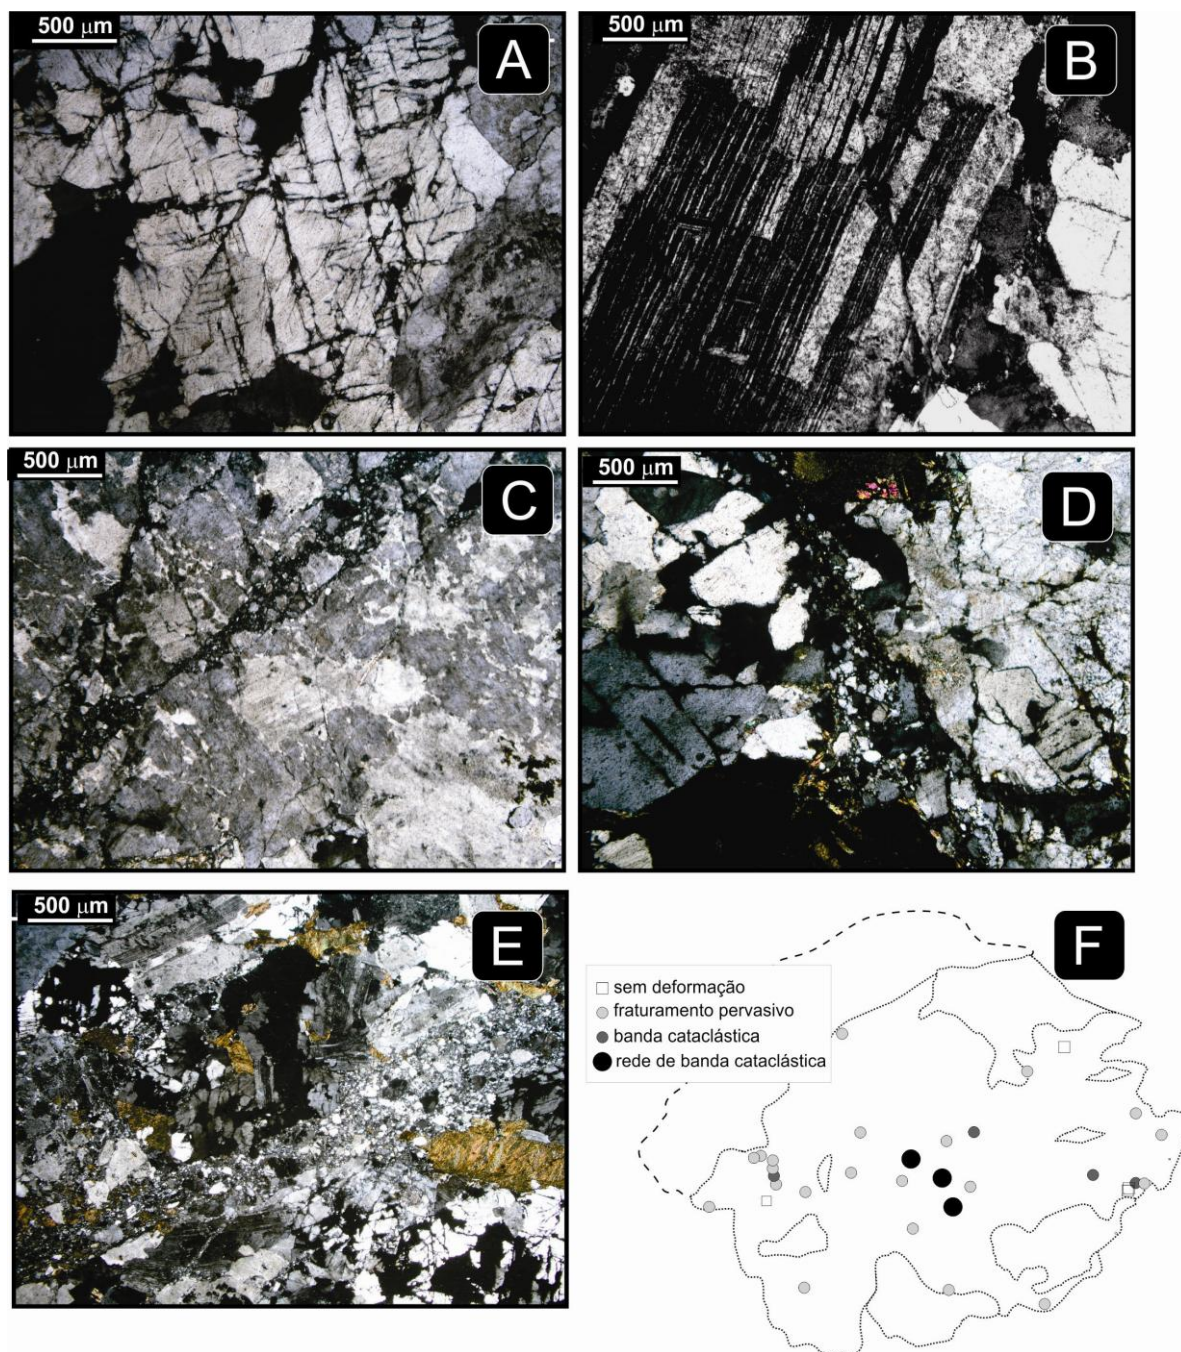 500 µm
A
500 µm
B
500 µm
C
500 µm
D
500 µm
E
F
sem deformação
fraturamento pervasivo
banda cataclástica
rede de banda cataclástica